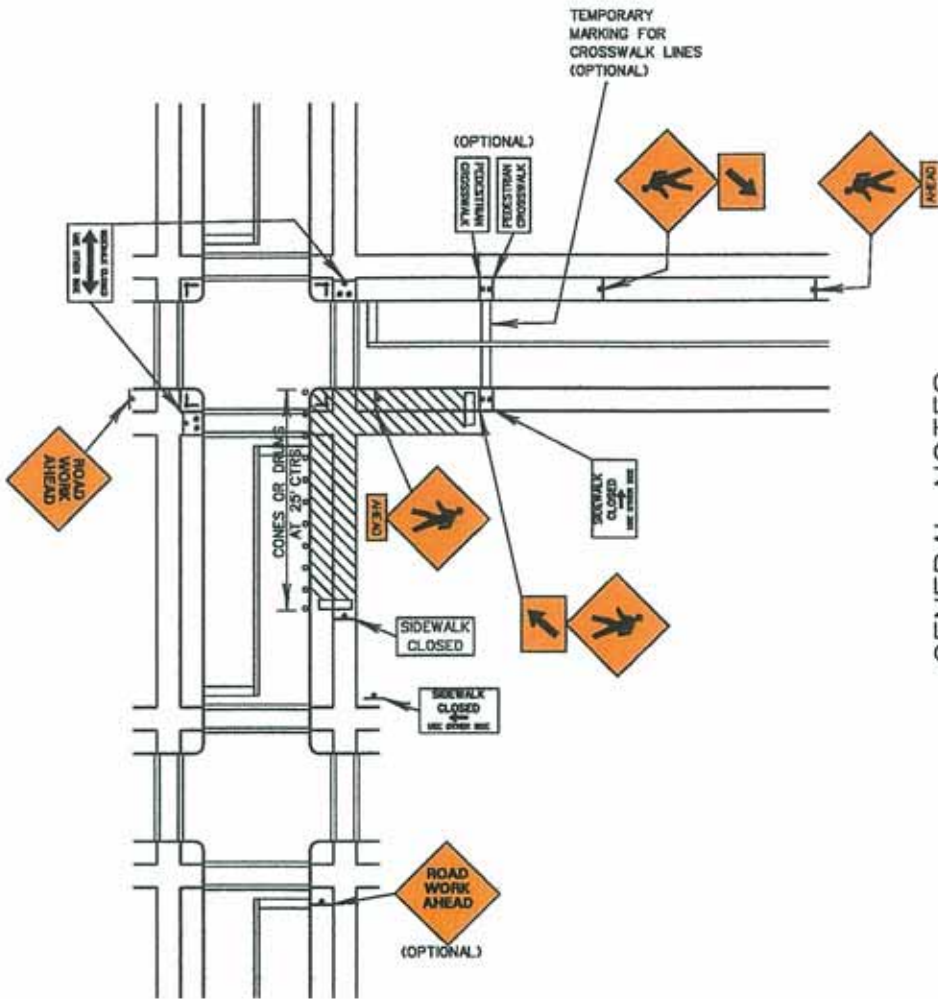 TEMPORARY
MARKING FOR
CROSSWALK LINES
(OPTIONAL)
(OPTIONAL)
PEDESTRIAN
CROSSWALK
PEDESTRIAN
CROSSWALK
AHEAD
SIDEWALK CLOSED
USE OTHER SIDE
ROAD
WORK
AHEAD
CONES OR DRUMS
AT 25' CTRS
AHEAD
SIDEWALK
CLOSED
USE OTHER SIDE
SIDEWALK
CLOSED
SIDEWALK
CLOSED
USE OTHER SIDE
ROAD
WORK
AHEAD
(OPTIONAL)
GENERAL NOTES